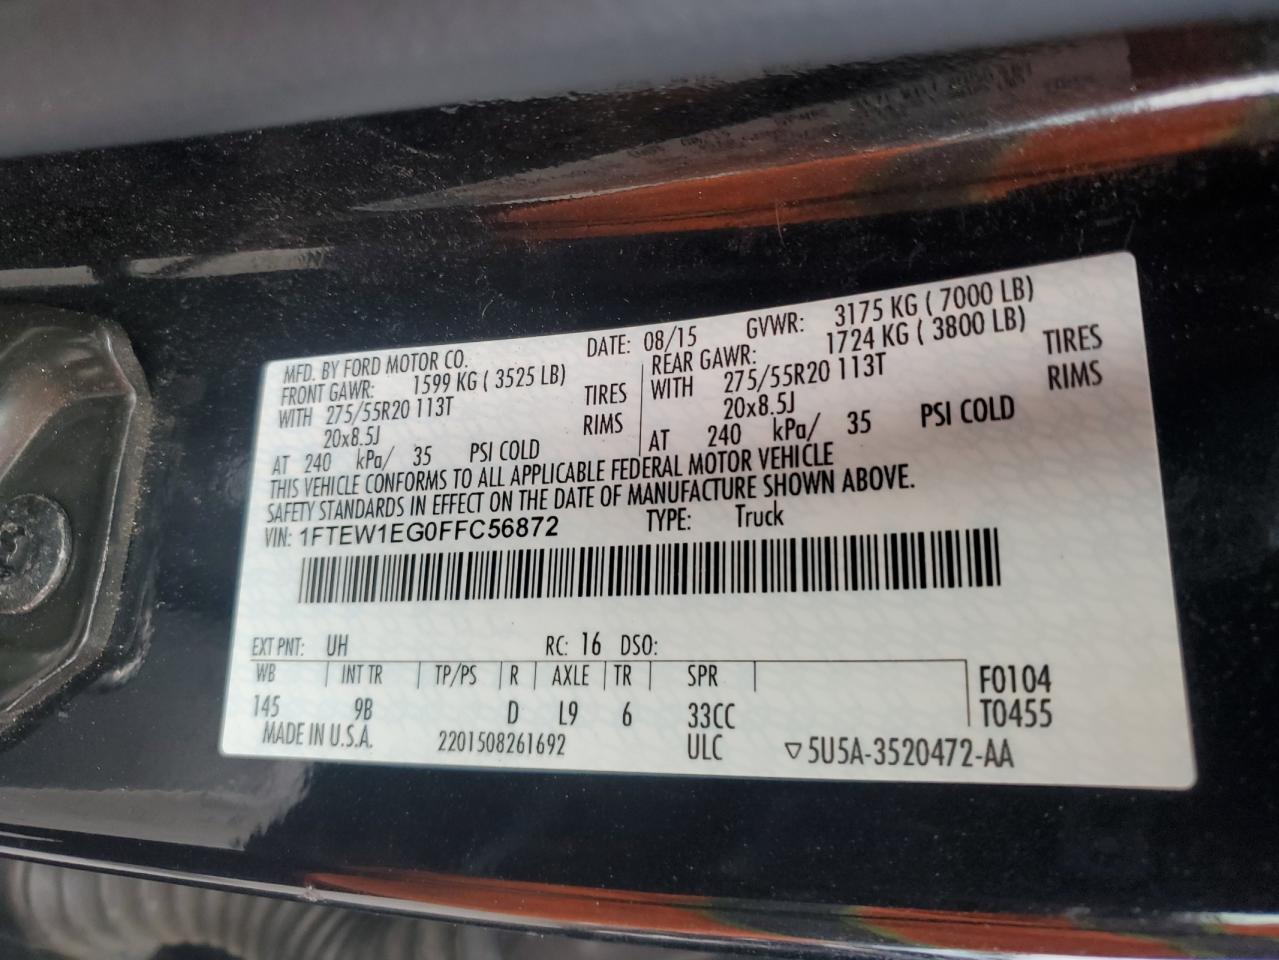 MFD. BY FORD MOTOR CO. DATE: 08/15 GVWR: 3175 KG ( 7000 LB)
FRONT GAWR: 1599 KG ( 3525 LB) REAR GAWR: 1724 KG ( 3800 LB)
WITH 275/55R20 113T TIRES WITH 275/55R20 113T TIRES
20x8.5J RIMS 20x8.5J RIMS
AT 240 kPa/ 35 PSI COLD AT 240 kPa/ 35 PSI COLD
THIS VEHICLE CONFORMS TO ALL APPLICABLE FEDERAL MOTOR VEHICLE
SAFETY STANDARDS IN EFFECT ON THE DATE OF MANUFACTURE SHOWN ABOVE.
VIN: 1FTEW1EG0FFC56872 TYPE: Truck
EXT PNT: UH RC: 16 DSO:
WB INT TR TP/PS R AXLE TR SPR F0104
145 9B D L9 6 33CC T0455
MADE IN U.S.A. 2201508261692 ULC ▽5U5A-3520472-AA